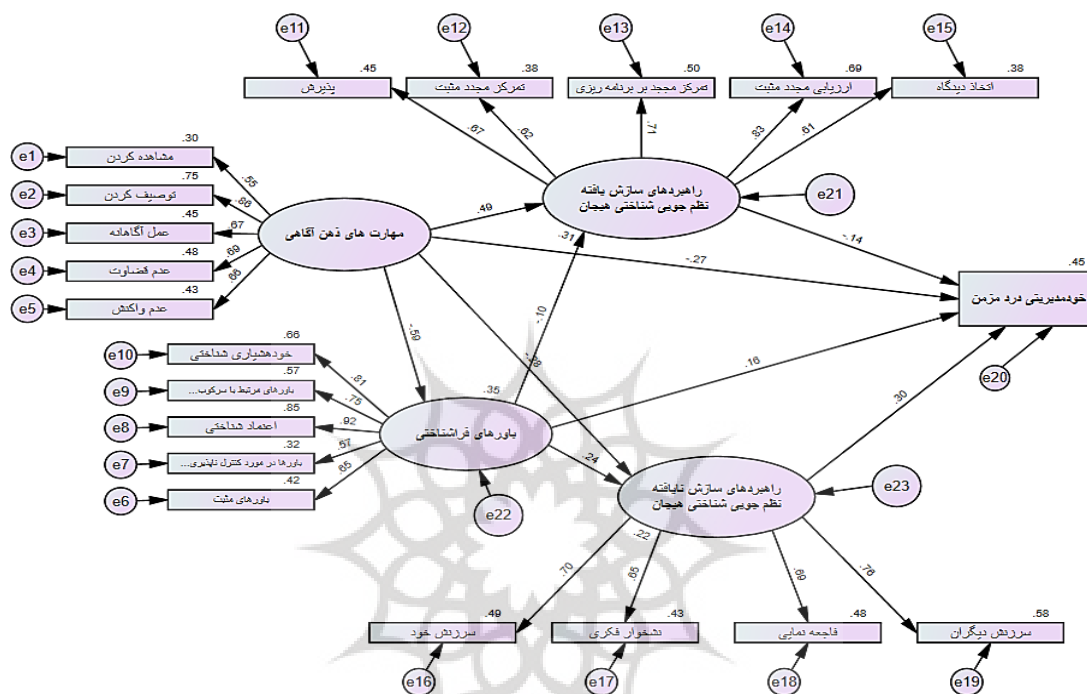 e11 e12 e13 e14 e15
.45 .38 .50 .69 .38
پذیرش تمرکز مجدد مثبت تمرکز مججد بر برنامه ریزی ارزیابی مجدد مثبت اتخاذ دیدگاه
.67 .62 .71 .83 .61
.30
e1 مشاهده کردن .55
.75
e2 توصیف کردن .86
.45
e3 عمل آگاهانه .67
.48
e4 عدم قضاوت .69
.43
e5 عدم واکنش .66
مهارت های ذهن آگاهی
راهبردهای سازش یافته
نظم جویی شناختی هیجان
e21
.49 .31 -.14
-.27
.45
خودمدیریتی درد مزمن
e20
-.59 -.10 .16
.30
.66
e10 خودهشیاری شناختی .81
.57
e9 باورهای مرتبط با سرکوب... .75
.85
e8 اعتماد شناختی .92
.32
e7 باورها در مورد کنترل ناپذیری... .57
.42
e6 باورهای مثبت .65
.35
باورهای فراشناختی
e22
.24
راهبردهای سازش نایافته
نظم جویی شناختی هیجان
e23
.22
.70 .65 .69 .76
.49 .43 .48 .58
سرزنش خود نشخوار فکری فاجعه نمایی سرزنش دیگران
e16 e17 e18 e19